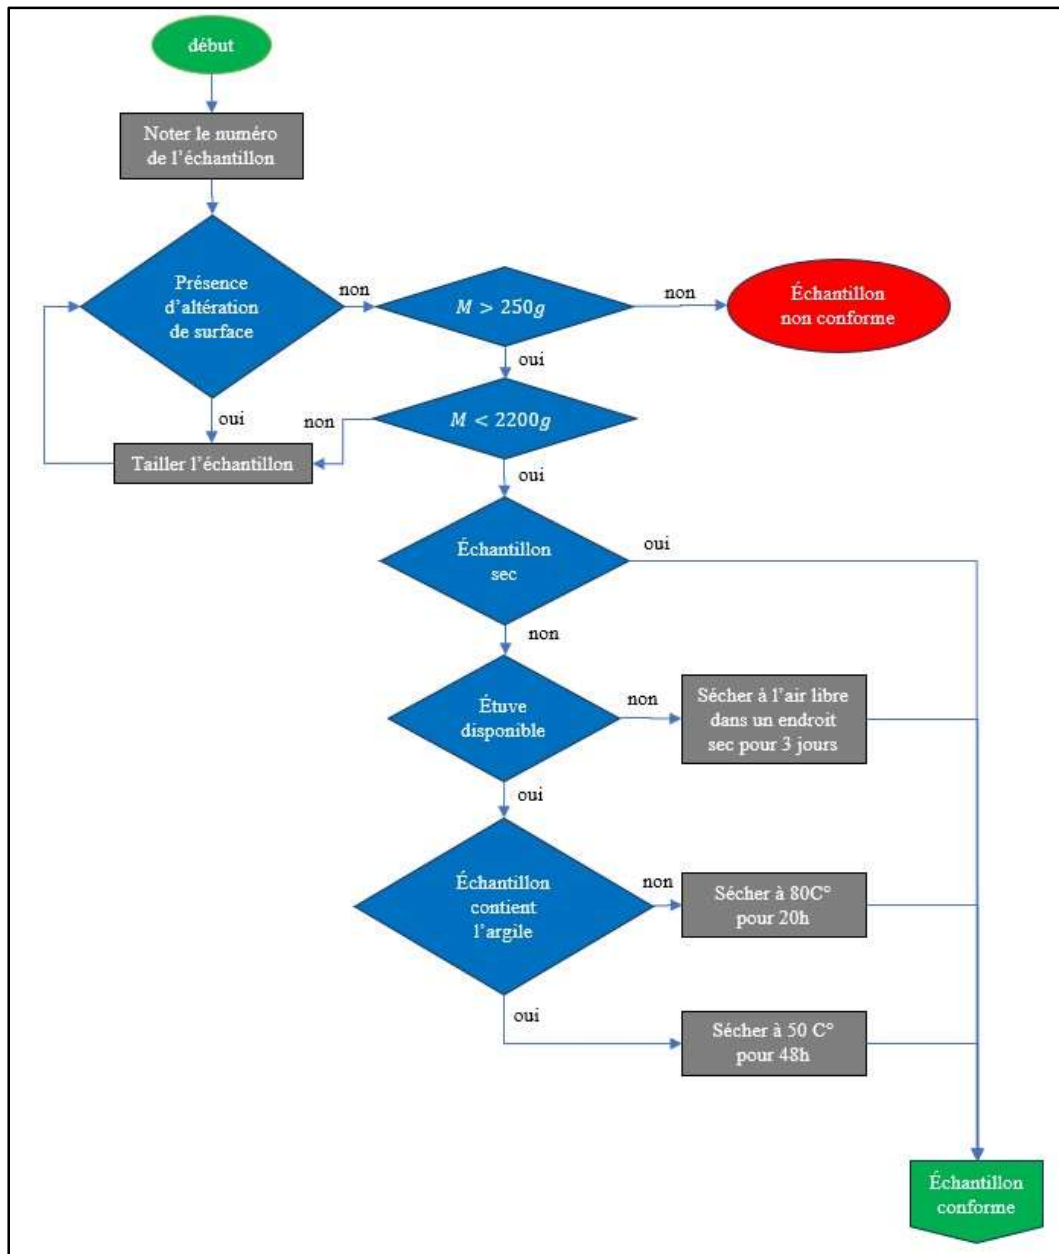 début
Noter le numéro
de l'échantillon
Présence
d'altération
de surface
non
M > 250g
non
Échantillon
non conforme
oui
oui
non
M < 2200g
Tailler l'échantillon
oui
Échantillon
sec
oui
non
Étuve
disponible
non
Sécher à l'air libre
dans un endroit
sec pour 3 jours
oui
Échantillon
contient
l'argile
non
Sécher à 80C°
pour 20h
oui
Sécher à 50 C°
pour 48h
Échantillon
conforme